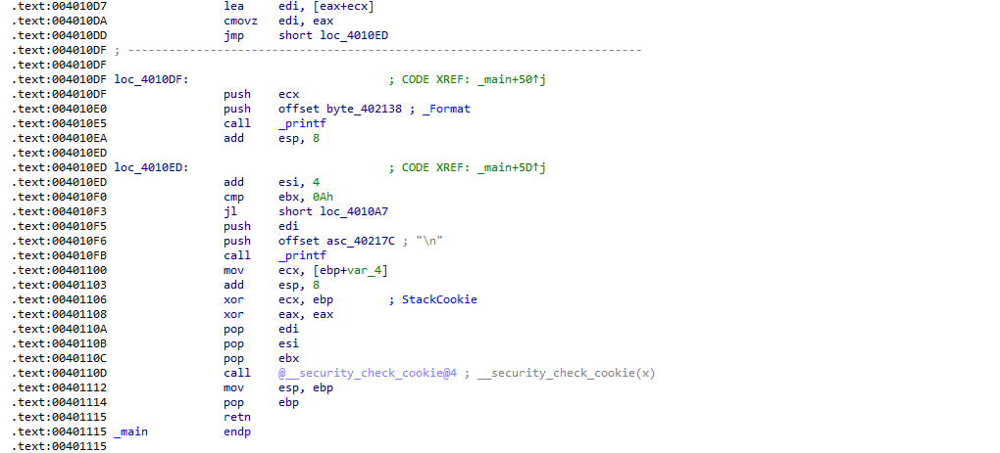 .text:004010D7 lea edi, [eax+ecx]
.text:004010DA cmovz edi, eax
.text:004010DD jmp short loc_4010ED
.text:004010DF ; ---------------------------------------------------------------------------
.text:004010DF
.text:004010DF loc_4010DF: ; CODE XREF: _main+50↑j
.text:004010DF push ecx
.text:004010E0 push offset byte_402138 ; _Format
.text:004010E5 call _printf
.text:004010EA add esp, 8
.text:004010ED
.text:004010ED loc_4010ED: ; CODE XREF: _main+5D↑j
.text:004010ED add esi, 4
.text:004010F0 cmp ebx, 0Ah
.text:004010F3 jl short loc_4010A7
.text:004010F5 push edi
.text:004010F6 push offset asc_40217C ; "\n"
.text:004010FB call _printf
.text:00401100 mov ecx, [ebp+var_4]
.text:00401103 add esp, 8
.text:00401106 xor ecx, ebp ; StackCookie
.text:00401108 xor eax, eax
.text:0040110A pop edi
.text:0040110B pop esi
.text:0040110C pop ebx
.text:0040110D call @__security_check_cookie@4 ; __security_check_cookie(x)
.text:00401112 mov esp, ebp
.text:00401114 pop ebp
.text:00401115 retn
.text:00401115 _main endp
.text:00401115